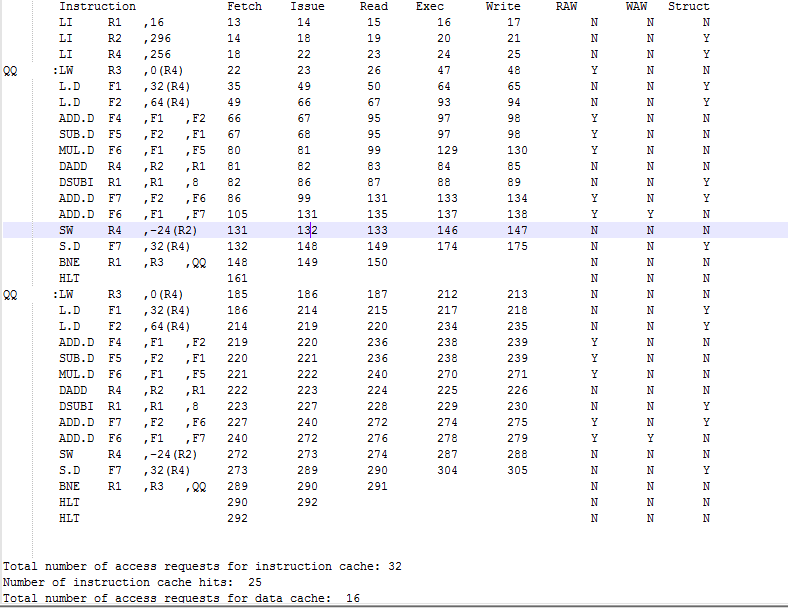 Instruction Fetch Issue Read Exec Write RAW WAW Struct
LI R1 ,16 13 14 15 16 17 N N N
LI R2 ,296 14 18 19 20 21 N N Y
LI R4 ,256 18 22 23 24 25 N N Y
QQ :LW R3 ,0(R4) 22 23 26 47 48 Y N N
L.D F1 ,32(R4) 35 49 50 64 65 N N Y
L.D F2 ,64(R4) 49 66 67 93 94 N N Y
ADD.D F4 ,F1 ,F2 66 67 95 97 98 Y N N
SUB.D F5 ,F2 ,F1 67 68 95 97 98 Y N N
MUL.D F6 ,F1 ,F5 80 81 99 129 130 Y N N
DADD R4 ,R2 ,R1 81 82 83 84 85 N N N
DSUBI R1 ,R1 ,8 82 86 87 88 89 N N Y
ADD.D F7 ,F2 ,F6 86 99 131 133 134 Y N Y
ADD.D F6 ,F1 ,F7 105 131 135 137 138 Y Y N
SW R4 ,-24(R2) 131 132 133 146 147 N N N
S.D F7 ,32(R4) 132 148 149 174 175 N N Y
BNE R1 ,R3 ,QQ 148 149 150 N N N
HLT 161 N N N
QQ :LW R3 ,0(R4) 185 186 187 212 213 N N N
L.D F1 ,32(R4) 186 214 215 217 218 N N Y
L.D F2 ,64(R4) 214 219 220 234 235 N N Y
ADD.D F4 ,F1 ,F2 219 220 236 238 239 Y N N
SUB.D F5 ,F2 ,F1 220 221 236 238 239 Y N N
MUL.D F6 ,F1 ,F5 221 222 240 270 271 Y N N
DADD R4 ,R2 ,R1 222 223 224 225 226 N N N
DSUBI R1 ,R1 ,8 223 227 228 229 230 N N Y
ADD.D F7 ,F2 ,F6 227 240 272 274 275 Y N Y
ADD.D F6 ,F1 ,F7 240 272 276 278 279 Y Y N
SW R4 ,-24(R2) 272 273 274 287 288 N N N
S.D F7 ,32(R4) 273 289 290 304 305 N N Y
BNE R1 ,R3 ,QQ 289 290 291 N N N
HLT 290 292 N N N
HLT 292 N N N
Total number of access requests for instruction cache: 32
Number of instruction cache hits: 25
Total number of access requests for data cache: 16